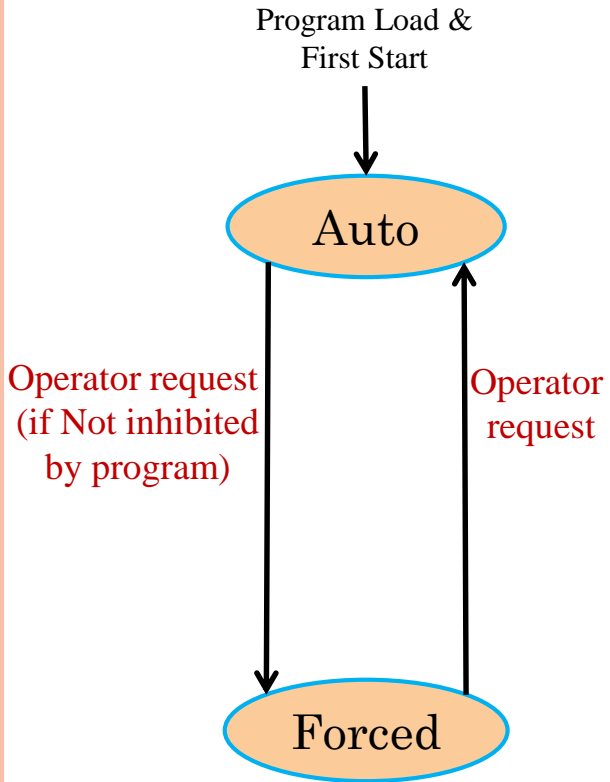 Program Load &
First Start
Auto
Operator request
(if Not inhibited
by program)
Operator
request
Forced